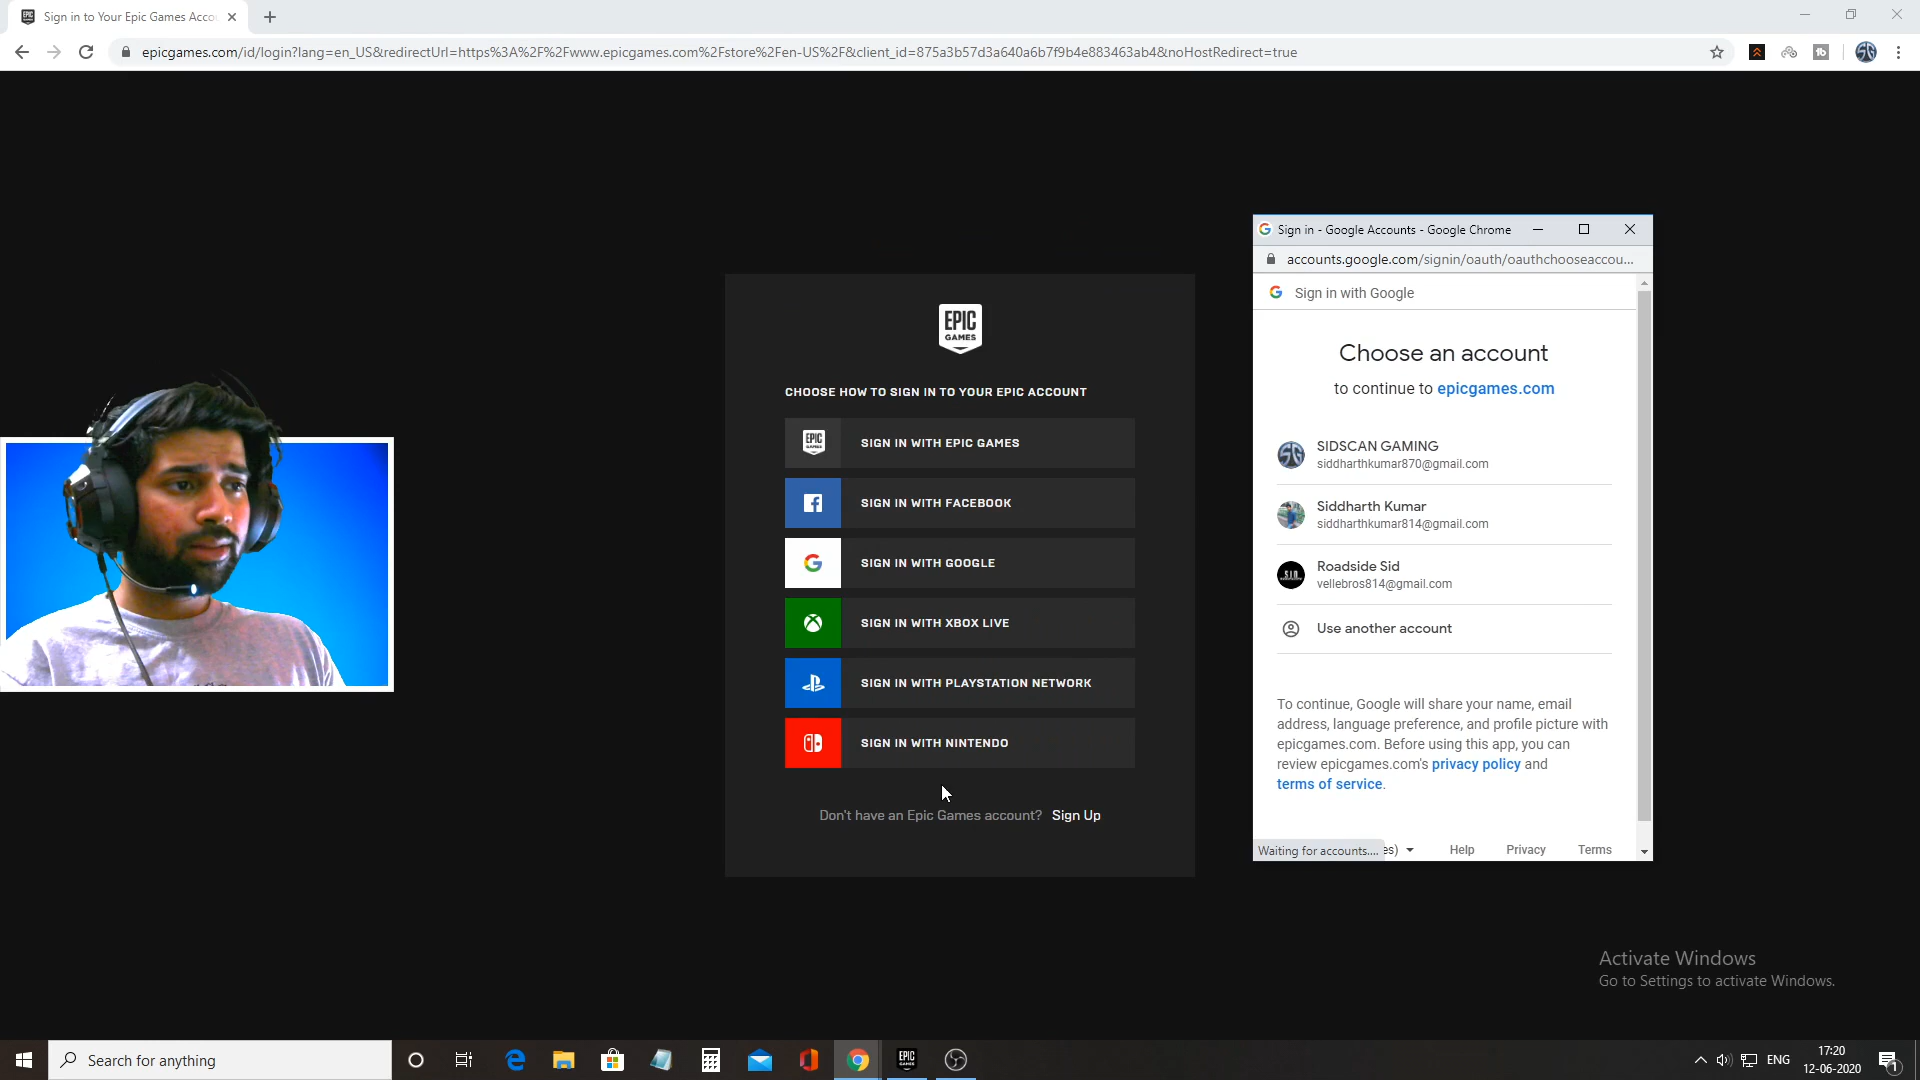 Sign in to Your Epic Games Acco
epicgames.com/id/login?lang=en_US&redirectUrl=https%3A%2F%2Fwww.epicgames.com%2Fstore%2Fen-US%2F&client_id=875a3b57d3a640a6b7f9b4e883463ab4&noHostRedirect=true
EPIC
GAMES
CHOOSE HOW TO SIGN IN TO YOUR EPIC ACCOUNT
SIGN IN WITH EPIC GAMES
SIGN IN WITH FACEBOOK
SIGN IN WITH GOOGLE
SIGN IN WITH XBOX LIVE
SIGN IN WITH PLAYSTATION NETWORK
SIGN IN WITH NINTENDO
Don't have an Epic Games account? Sign Up
Sign in - Google Accounts - Google Chrome
accounts.google.com/signin/oauth/oauthchooseaccou...
Sign in with Google
Choose an account
to continue to epicgames.com
SIDSCAN GAMING
siddharthkumar870@gmail.com
Siddharth Kumar
siddharthkumar814@gmail.com
Roadside Sid
vellebros814@gmail.com
Use another account
To continue, Google will share your name, email
address, language preference, and profile picture with
epicgames.com. Before using this app, you can
review epicgames.com's privacy policy and
terms of service.
Waiting for accounts.... es) Help Privacy Terms
Activate Windows
Go to Settings to activate Windows.
Search for anything
ENG
17:20
12-06-2020
1